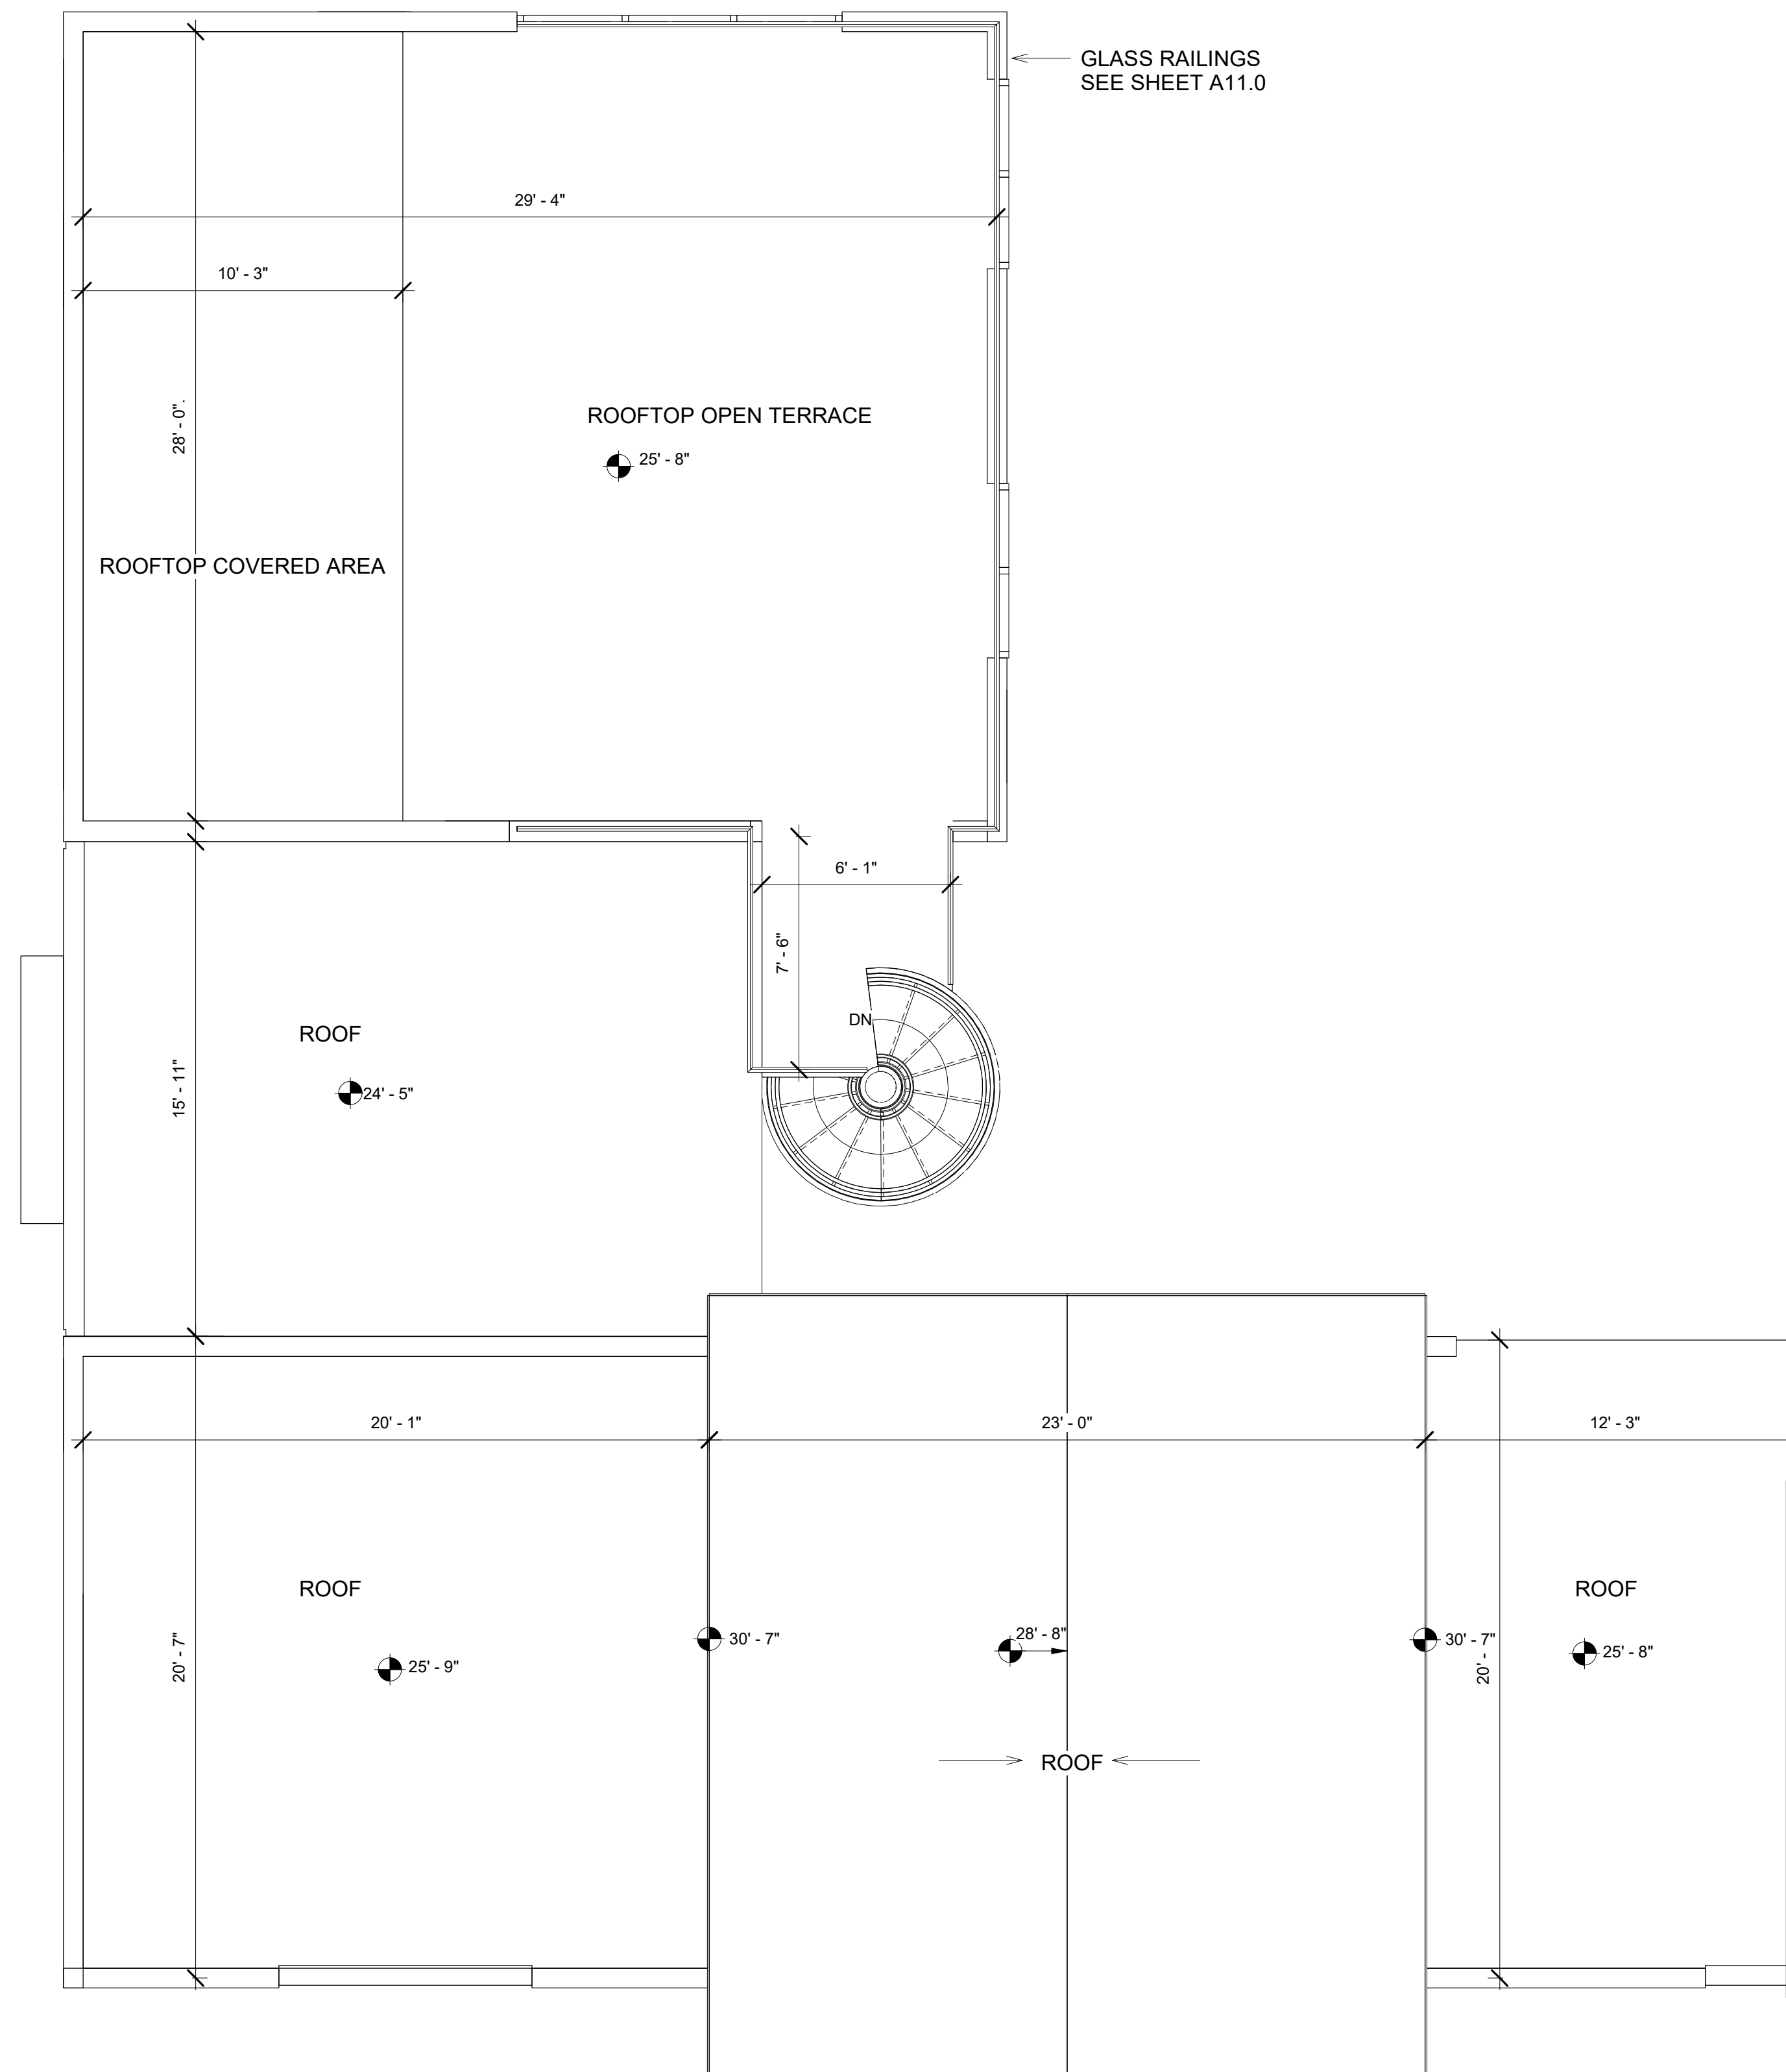 GLASS RAILINGS
SEE SHEET A11.0
29' - 4"
10' - 3"
28' - 0".
ROOFTOP OPEN TERRACE
25' - 8"
ROOFTOP COVERED AREA
6' - 1"
7' - 6"
DN
ROOF
24' - 5"
15' - 11"
20' - 1"
23' - 0"
12' - 3"
ROOF
ROOF
20' - 7"
25' - 9"
30' - 7"
28' - 8"
30' - 7"
20' -
25' - 8"
ROOF